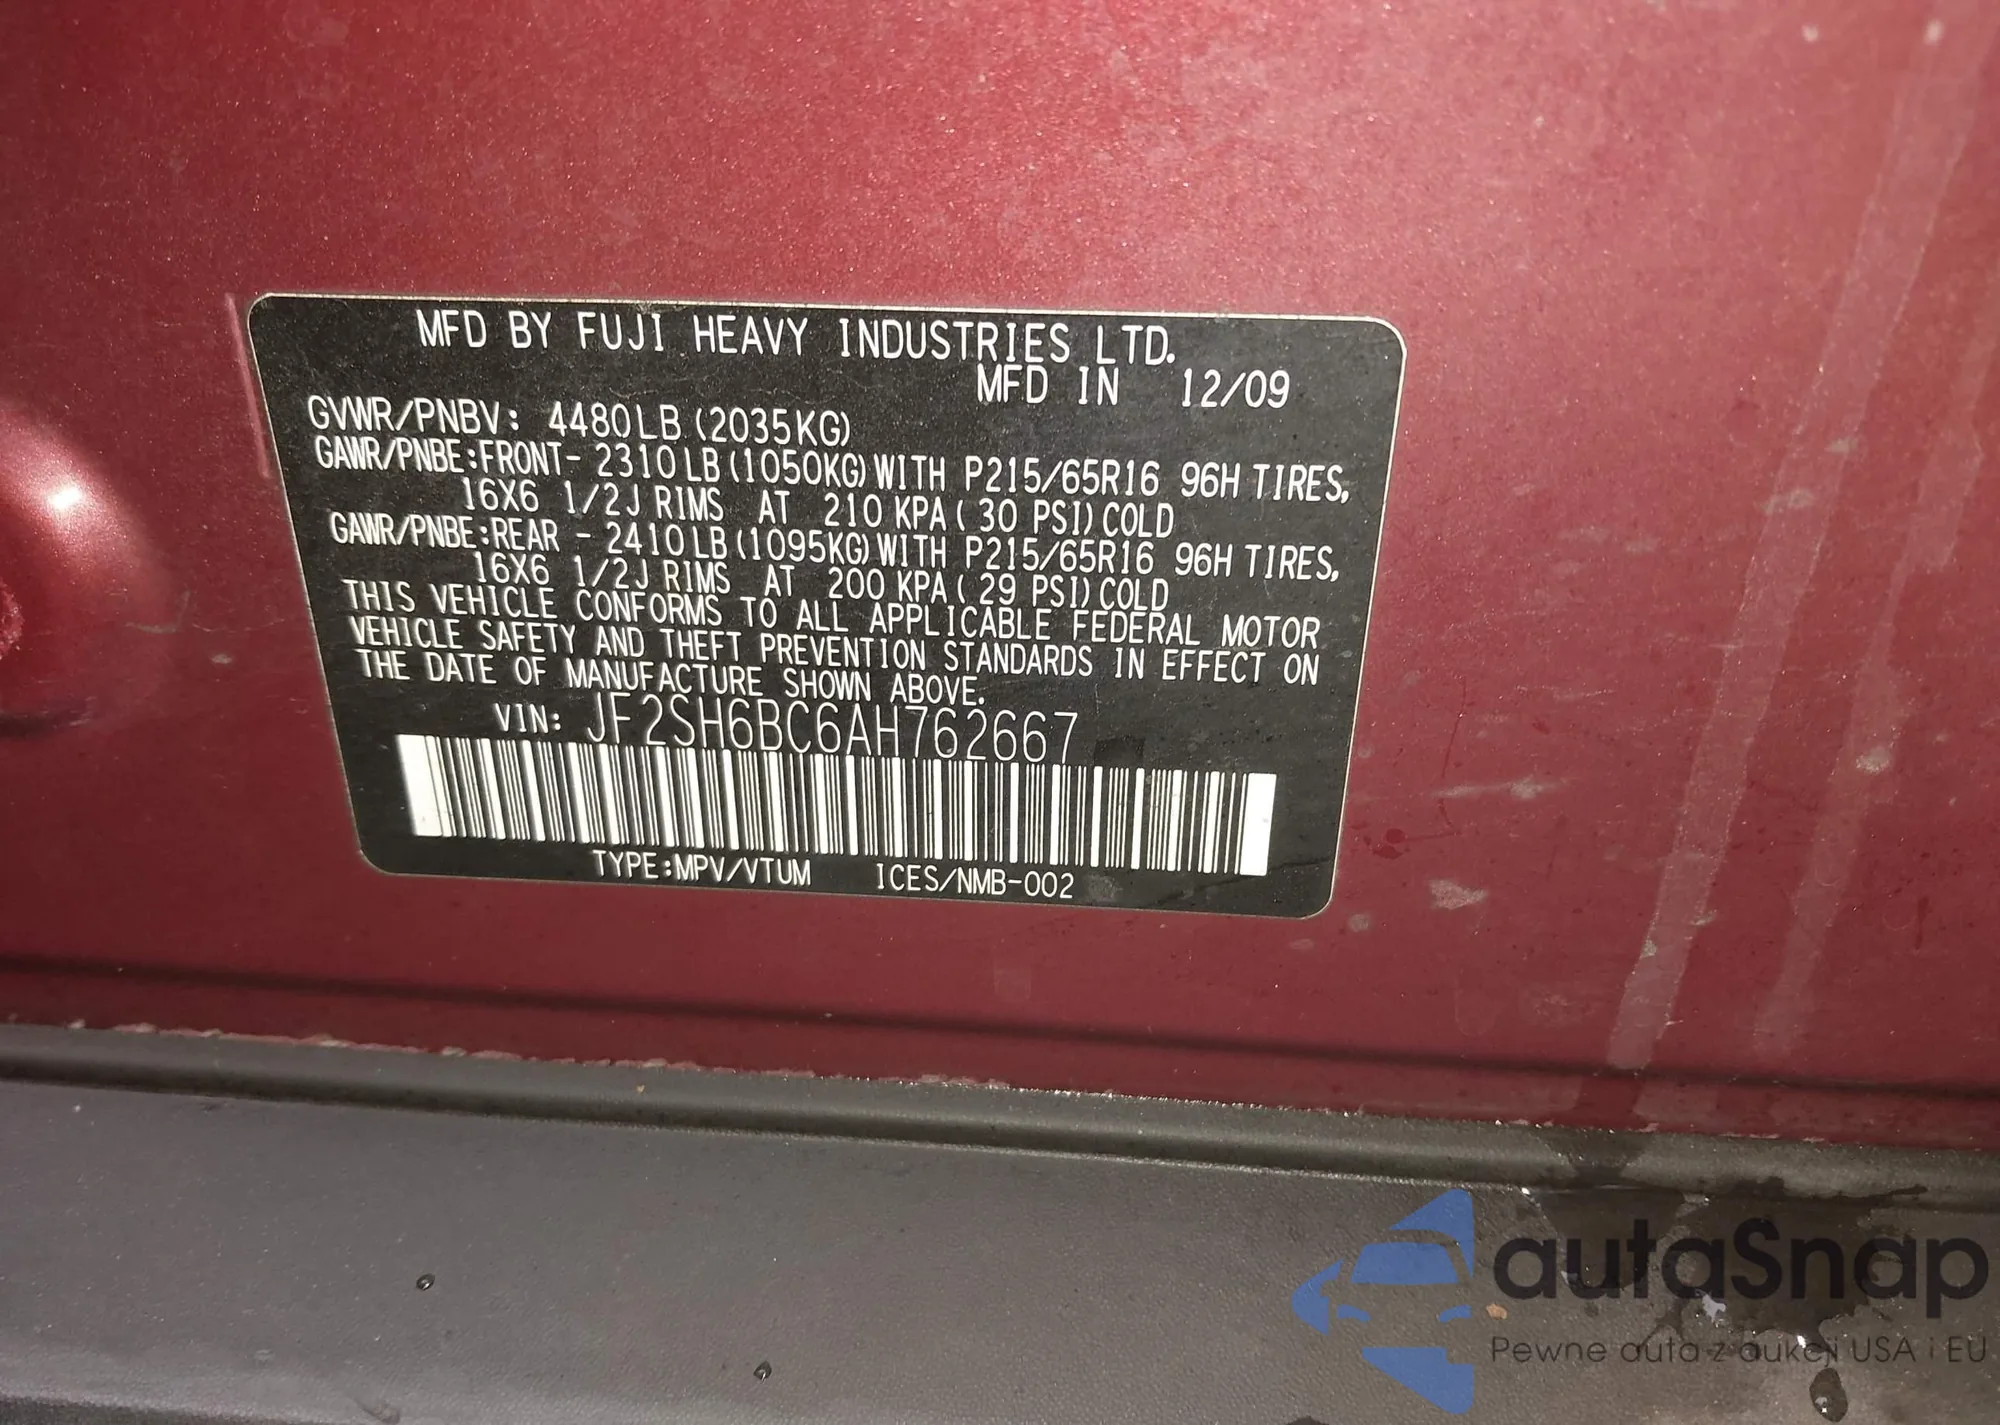 MFD BY FUJI HEAVY INDUSTRIES LTD.
MFD IN 12/09
GVWR/PNBV: 4480LB (2035KG)
GAWR/PNBE:FRONT- 2310LB (1050KG) WITH P215/65R16 96H TIRES,
16X6 1/2J RIMS AT 210 KPA ( 30 PSI) COLD
GAWR/PNBE:REAR - 2410LB (1095KG) WITH P215/65R16 96H TIRES,
16X6 1/2J RIMS AT 200 KPA ( 29 PSI) COLD
THIS VEHICLE CONFORMS TO ALL APPLICABLE FEDERAL MOTOR
VEHICLE SAFETY AND THEFT PREVENTION STANDARDS IN EFFECT ON
THE DATE OF MANUFACTURE SHOWN ABOVE.
VIN: JF2SH6BC6AH762667
TYPE:MPV/VTUM ICES/NMB-002
autaSnap
Pewne auta z aukcji USA i EU